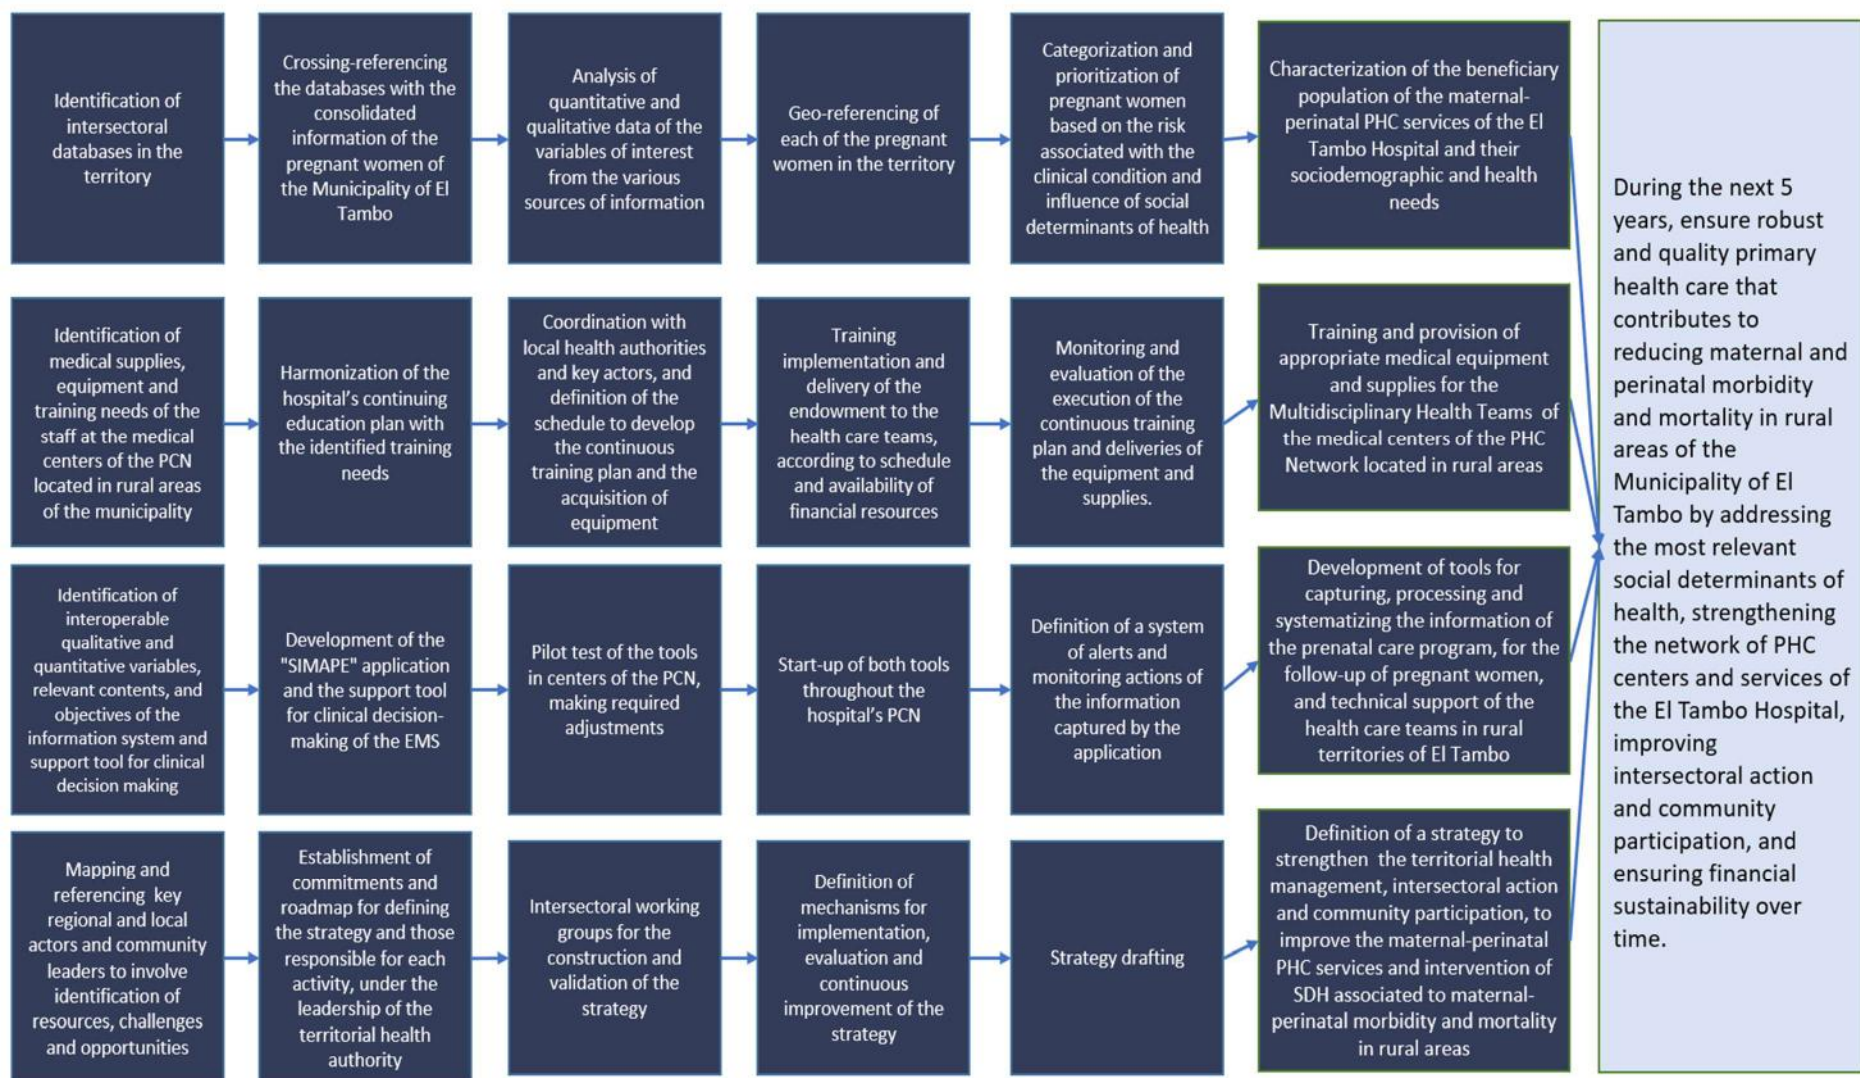 Identification of
intersectoral
databases in the
territory
Crossing-referencing
the databases with the
consolidated
information of the
pregnant women of
the Municipality of El
Tambo
Analysis of
quantitative and
qualitative data of the
variables of interest
from the various
sources of information
Geo-referencing of
each of the pregnant
women in the territory
Categorization and
prioritization of
pregnant women
based on the risk
associated with the
clinical condition and
influence of social
determinants of health
Characterization of the beneficiary
population of the maternal-
perinatal PHC services of the El
Tambo Hospital and their
sociodemographic and health
needs
Identification of
medical supplies,
equipment and
training needs of the
staff at the medical
centers of the PCN
located in rural areas
of the municipality
Harmonization of the
hospital's continuing
education plan with
the identified training
needs
Coordination with
local health authorities
and key actors, and
definition of the
schedule to develop
the continuous
training plan and the
acquisition of
equipment
Training
implementation and
delivery of the
endowment to the
health care teams,
according to schedule
and availability of
financial resources
Monitoring and
evaluation of the
execution of the
continuous training
plan and deliveries of
the equipment and
supplies.
Training and provision of
appropriate medical equipment
and supplies for the
Multidisciplinary Health Teams of
the medical centers of the PHC
Network located in rural areas
Identification of
interoperable
qualitative and
quantitative variables,
relevant contents, and
objectives of the
information system and
support tool for clinical
decision making
Development of the
"SIMAPE" application
and the support tool
for clinical decision-
making of the EMS
Pilot test of the tools
in centers of the PCN,
making required
adjustments
Start-up of both tools
throughout the
hospital's PCN
Definition of a system
of alerts and
monitoring actions of
the information
captured by the
application
Development of tools for
capturing, processing and
systematizing the information of
the prenatal care program, for the
follow-up of pregnant women,
and technical support of the
health care teams in rural
territories of El Tambo
Mapping and
referencing key
regional and local
actors and community
leaders to involve
identification of
resources, challenges
and opportunities
Establishment of
commitments and
roadmap for defining
the strategy and those
responsible for each
activity, under the
leadership of the
territorial health
authority
Intersectoral working
groups for the
construction and
validation of the
strategy
Definition of
mechanisms for
implementation,
evaluation and
continuous
improvement of the
strategy
Strategy drafting
Definition of a strategy to
strengthen the territorial health
management, intersectoral action
and community participation, to
improve the maternal-perinatal
PHC services and intervention of
SDH associated to maternal-
perinatal morbidity and mortality
in rural areas
During the next 5
years, ensure robust
and quality primary
health care that
contributes to
reducing maternal and
perinatal morbidity
and mortality in rural
areas of the
Municipality of El
Tambo by addressing
the most relevant
social determinants of
health, strengthening
the network of PHC
centers and services of
the El Tambo Hospital,
improving
intersectoral action
and community
participation, and
ensuring financial
sustainability over
time.